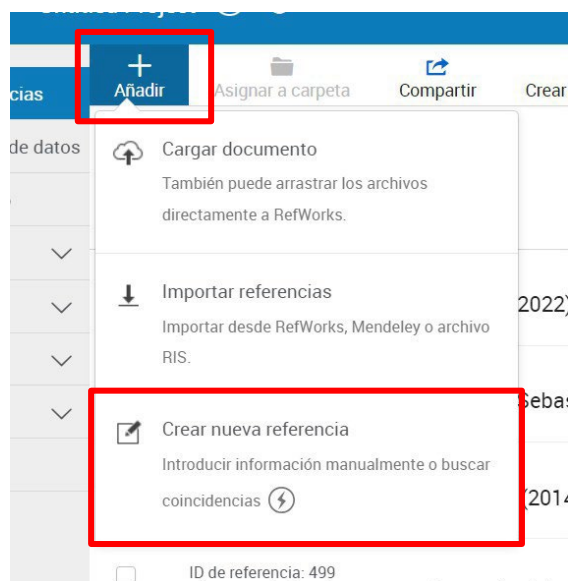 Añadir
Asignar a carpeta
Compartir
Crear
cias
de datos
Cargar documento
También puede arrastrar los archivos
directamente a RefWorks.
Importar referencias
Importar desde RefWorks, Mendeley o archivo
RIS.
2022)
Crear nueva referencia
Introducir información manualmente o buscar
coincidencias
Sebas
(2014
ID de referencia: 499